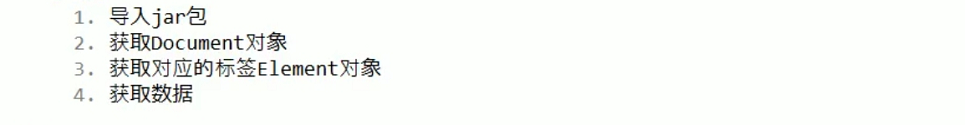 1. 导入jar包
2. 获取Document对象
3. 获取对应的标签Element对象
4. 获取数据